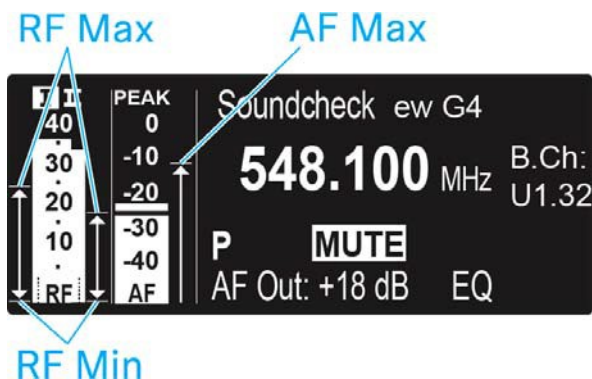 RF Max AF Max
I II PEAK Soundcheck ew G4
40 0
30 -10 548.100 MHz B.Ch:
20 -20 U1.32
10 -30 P MUTE
-40 AF Out: +18 dB EQ
RF AF
RF Min